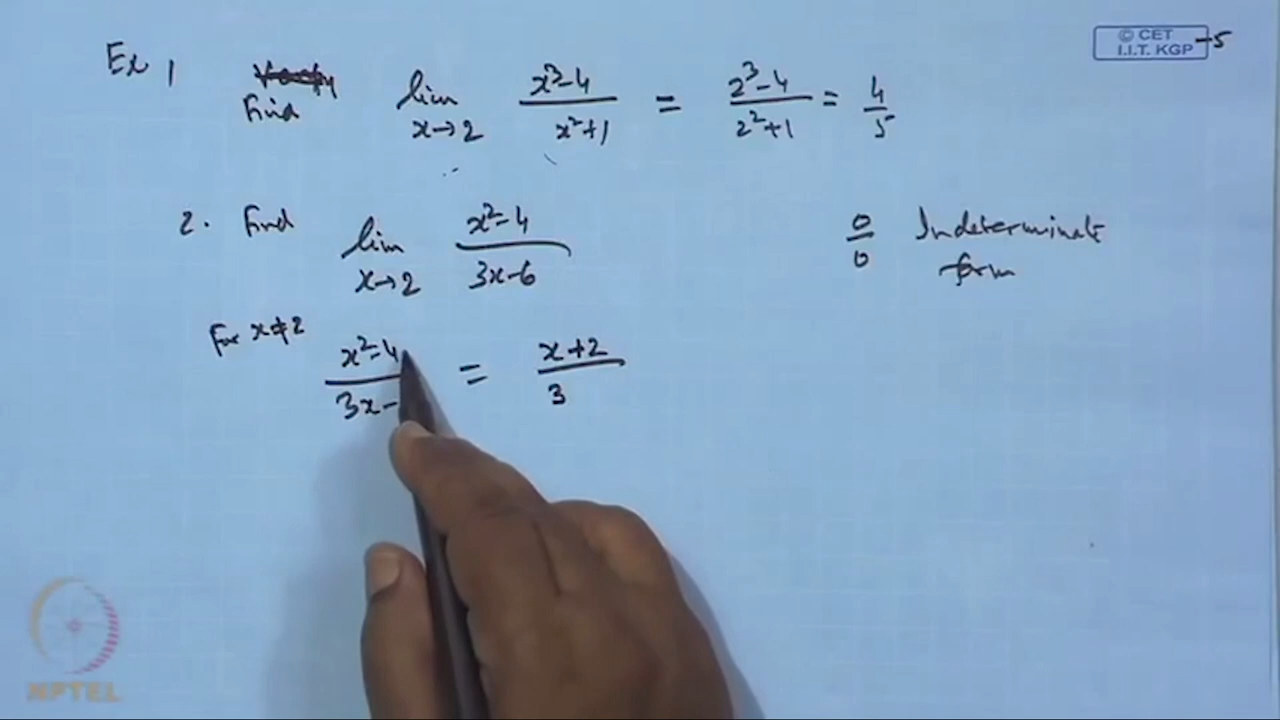 © CET
I.I.T. KGP
-5
Ex 1 Find lim x→2 x³-4 / x²+1 = 2³-4 / 2²+1 = 4/5
2. Find lim x→2 x²-4 / 3x-6
0/0 Indeterminate
form
For x≠2
x²-4 / 3x- = x+2 / 3
NPTEL